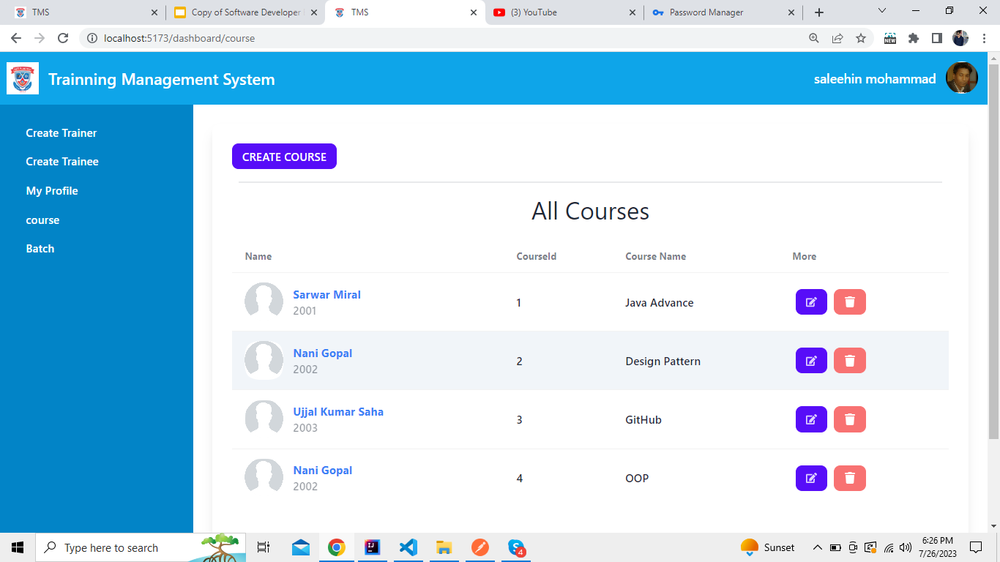 TMS
Copy of Software Developer
TMS
(3) YouTube
Password Manager
localhost:5173/dashboard/course
NEW
Trainning Management System
saleehin mohammad
Create Trainer
Create Trainee
My Profile
course
Batch
CREATE COURSE
All Courses
Name CourseId Course Name More
Sarwar Miral
2001
1 Java Advance
Nani Gopal
2002
2 Design Pattern
Ujjal Kumar Saha
2003
3 GitHub
Nani Gopal
2002
4 OOP
Type here to search
IJ
S
4
Sunset
6:26 PM
7/26/2023